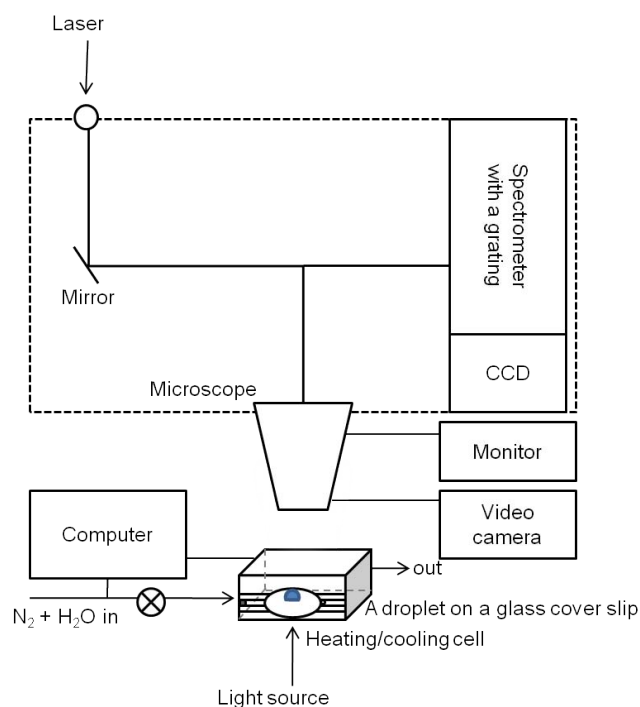 Laser
Spectrometer
with a grating
Mirror
CCD
Microscope
Monitor
Video
camera
Computer
out
N₂ + H₂O in
A droplet on a glass cover slip
Heating/cooling cell
Light source